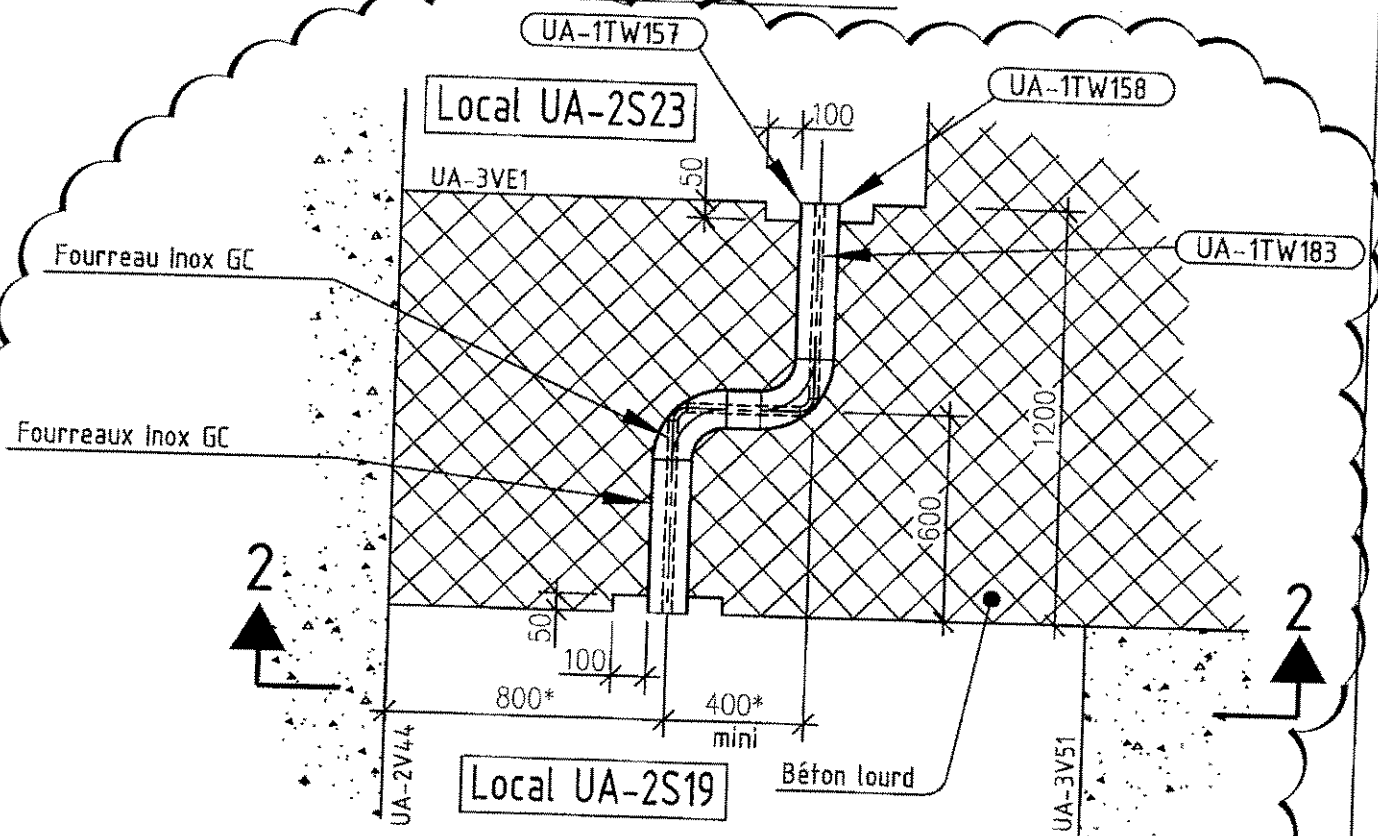 UA-1TW157
UA-1TW158
Local UA-2S23
100
50
UA-3VE1
UA-1TW183
Fourreau Inox GC
1200
Fourreaux Inox GC
600
2
2
50
100
800*
400*
mini
UA-2V44
Local UA-2S19
Béton lourd
UA-3V51